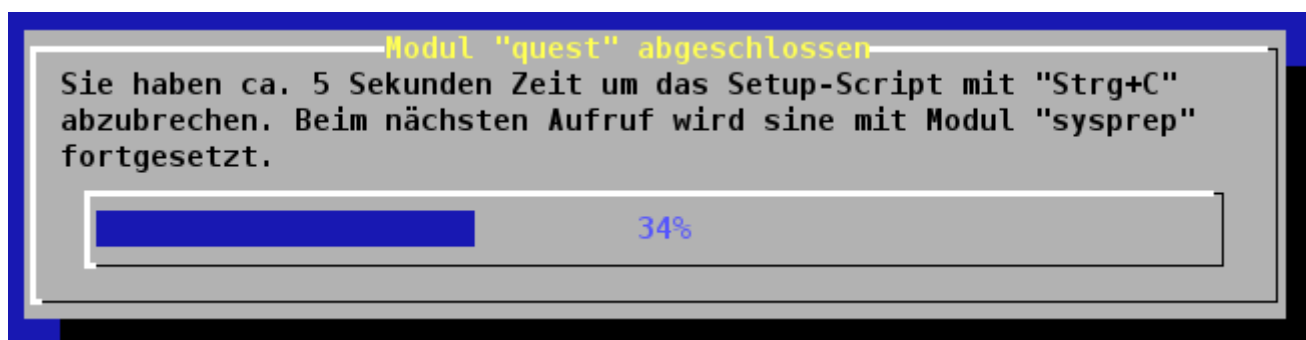 Modul "quest" abgeschlossen
Sie haben ca. 5 Sekunden Zeit um das Setup-Script mit "Strg+C"
abzubrechen. Beim nächsten Aufruf wird sine mit Modul "sysprep"
fortgesetzt.
34%